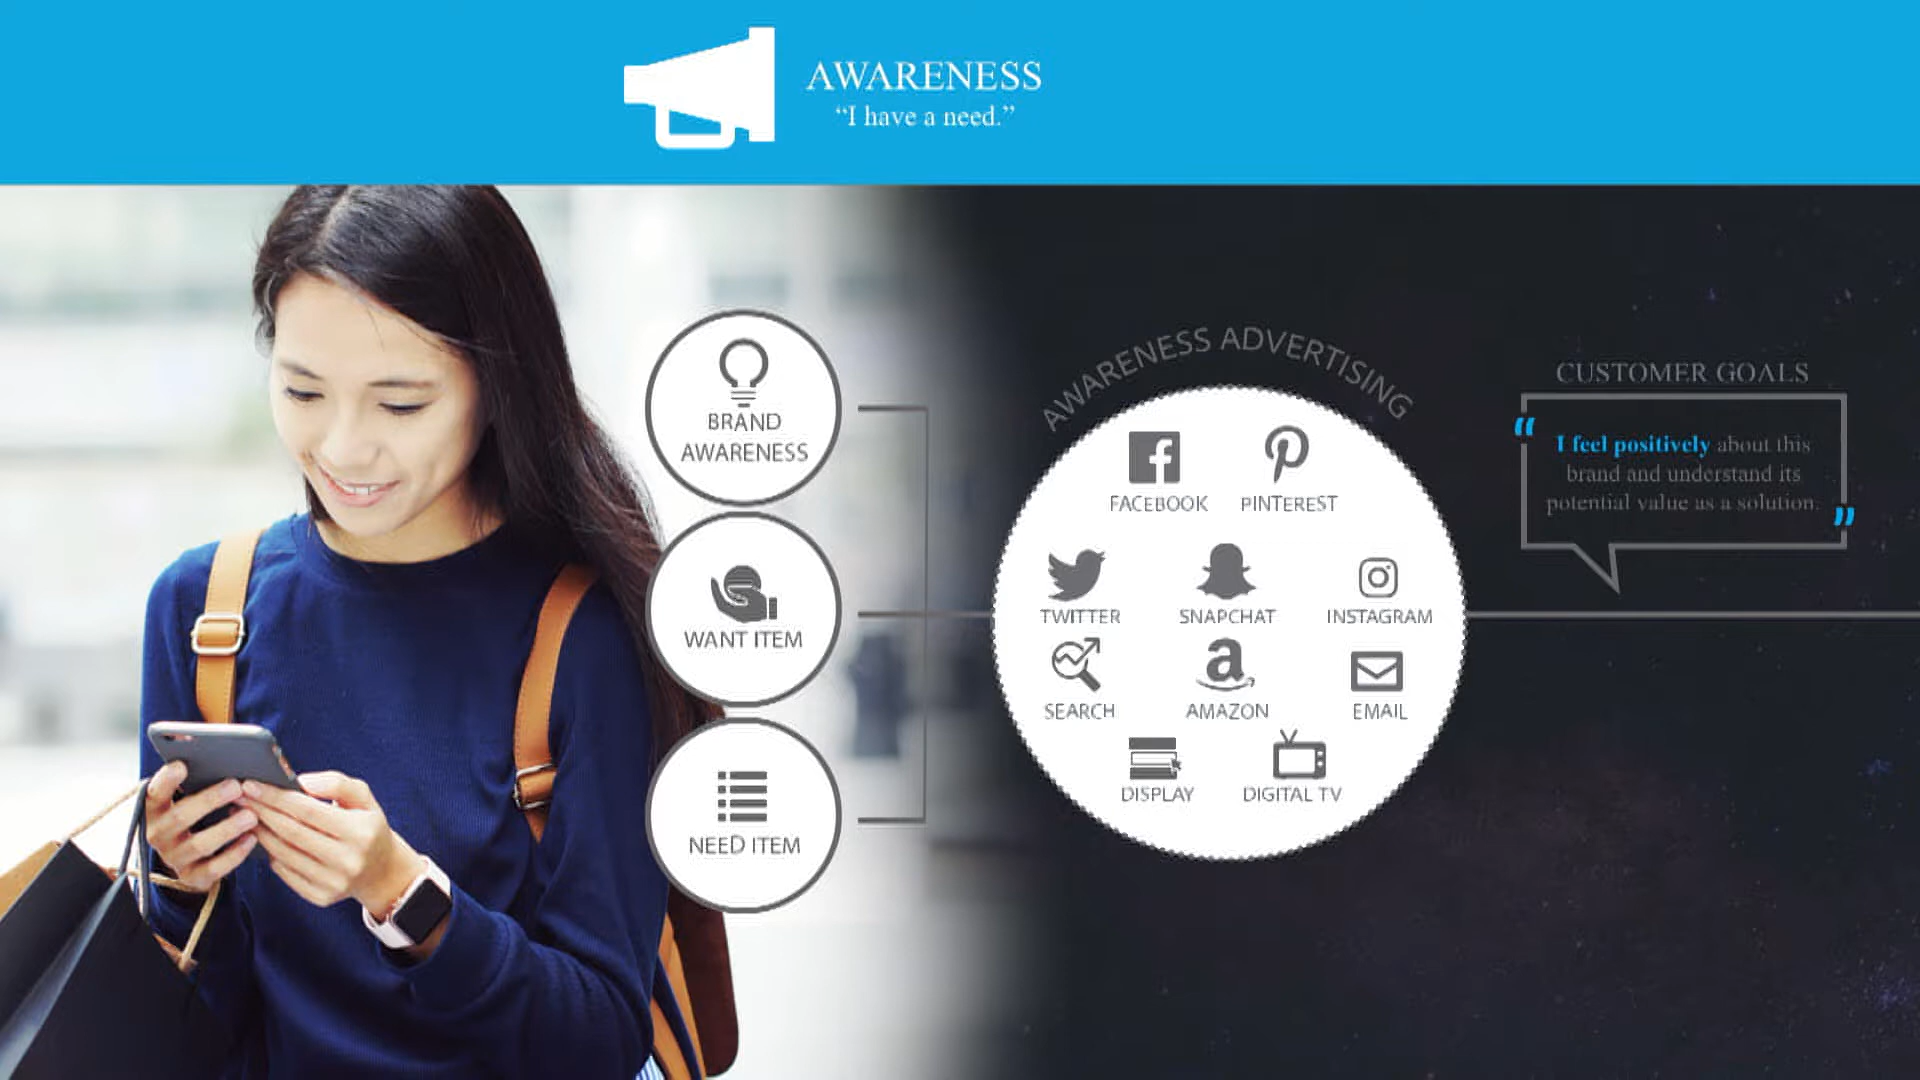 AWARENESS
“I have a need.”
BRAND
AWARENESS
WANT ITEM
NEED ITEM
AWARENESS ADVERTISING
FACEBOOK
PINTEREST
TWITTER
SNAPCHAT
INSTAGRAM
SEARCH
AMAZON
EMAIL
DISPLAY
DIGITAL TV
CUSTOMER GOALS
“I feel positively about this
brand and understand its
potential value as a solution.”